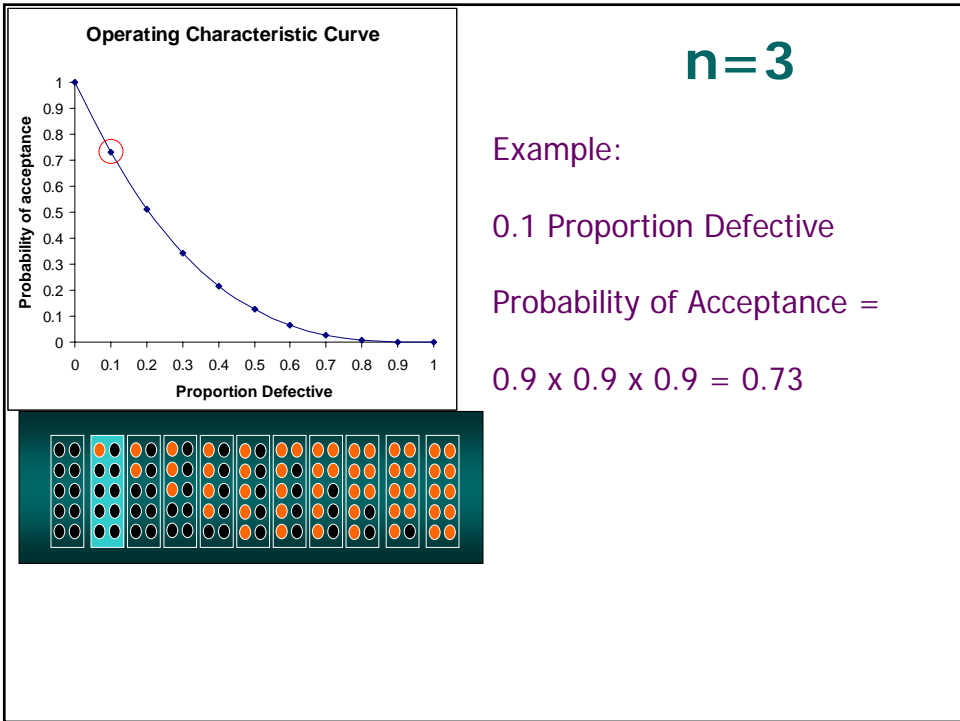 Operating Characteristic Curve
Probability of acceptance
1
0.9
0.8
0.7
0.6
0.5
0.4
0.3
0.2
0.1
0
0 0.1 0.2 0.3 0.4 0.5 0.6 0.7 0.8 0.9 1
Proportion Defective
n=3
Example:
0.1 Proportion Defective
Probability of Acceptance =
0.9 x 0.9 x 0.9 = 0.73